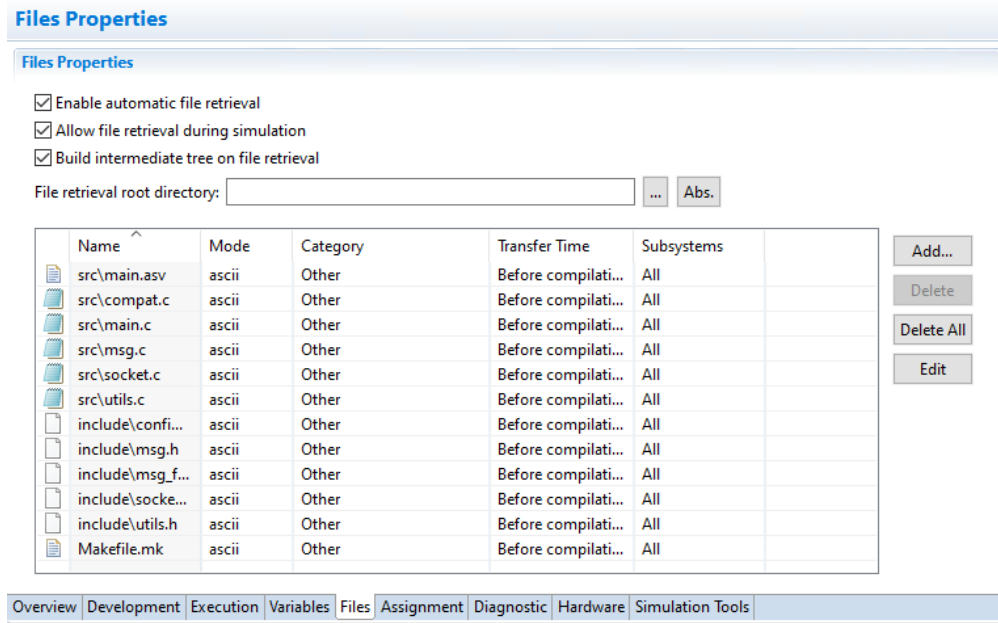 Files Properties
Files Properties
Enable automatic file retrieval
Allow file retrieval during simulation
Build intermediate tree on file retrieval
File retrieval root directory: ... Abs.
Name Mode Category Transfer Time Subsystems
src\main.asv ascii Other Before compilati... All
src\compat.c ascii Other Before compilati... All
src\main.c ascii Other Before compilati... All
src\msg.c ascii Other Before compilati... All
src\socket.c ascii Other Before compilati... All
src\utils.c ascii Other Before compilati... All
include\confi... ascii Other Before compilati... All
include\msg.h ascii Other Before compilati... All
include\msg_f... ascii Other Before compilati... All
include\socke... ascii Other Before compilati... All
include\utils.h ascii Other Before compilati... All
Makefile.mk ascii Other Before compilati... All
Add...
Delete
Delete All
Edit
Overview Development Execution Variables Files Assignment Diagnostic Hardware Simulation Tools